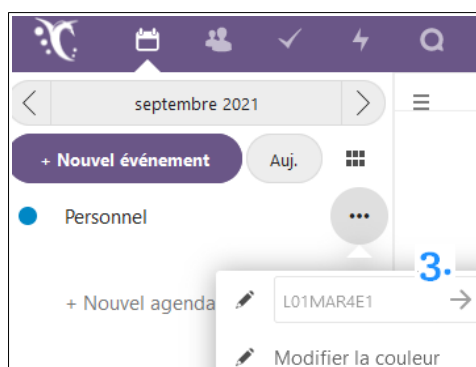 septembre 2021
+ Nouvel événement
Auj.
Personnel
3.
+ Nouvel agenda
L01MAR4E1
Modifier la couleur